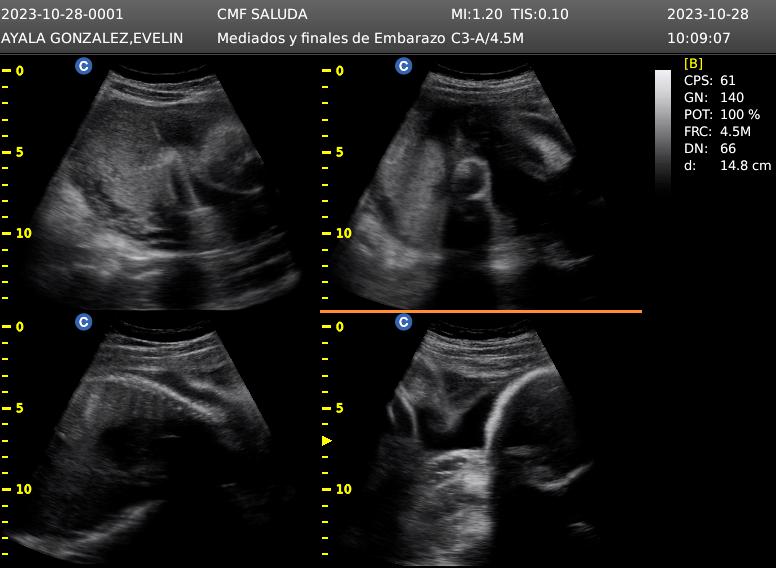 2023-10-28-0001 CMF SALUDA MI:1.20 TIS:0.10 2023-10-28
AYALA GONZALEZ,EVELIN Mediados y finales de Embarazo C3-A/4.5M 10:09:07
[B]
CPS: 61
GN: 140
POT: 100 %
FRC: 4.5M
DN: 66
d: 14.8 cm
C C
0 0
5 5
10 10
C C
0 0
5 5
10 10